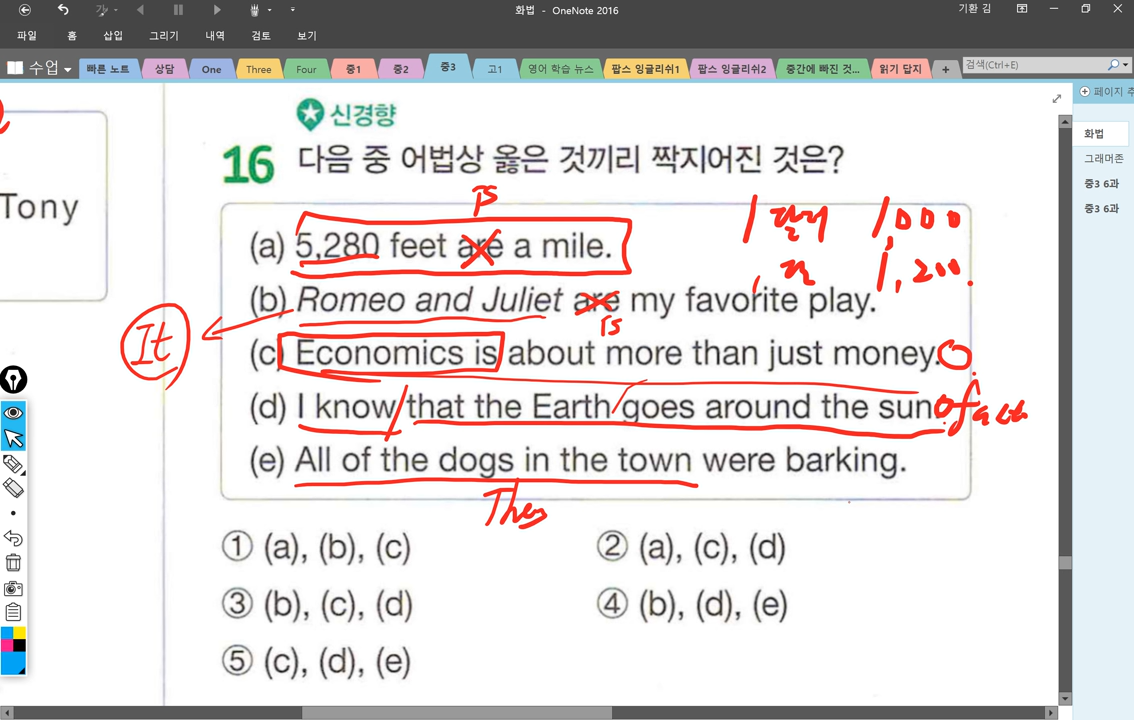 화법 - OneNote 2016
기환 김
파일 홈 삽입 그리기 내역 검토 보기
수업 빠른 노트 상담 One Three Four 중1 중2 중3 고1 영어 학습 뉴스 팝스 잉글리쉬1 팝스 잉글리쉬2 중간에 빠진 것... 읽기 답지 + 검색(Ctrl+E)
페이지 추
화법
그래머존
중3 6과
중3 6과
Tony
신경향
16 다음 중 어법상 옳은 것끼리 짝지어진 것은?
is
1달러 1,000
(a) 5,280 feet are a mile.
1,200
(b) Romeo and Juliet are my favorite play.
is
It
(c) Economics is about more than just money.
(d) I know that the Earth goes around the sun.
fact
(e) All of the dogs in the town were barking.
They
① (a), (b), (c)
② (a), (c), (d)
③ (b), (c), (d)
④ (b), (d), (e)
⑤ (c), (d), (e)